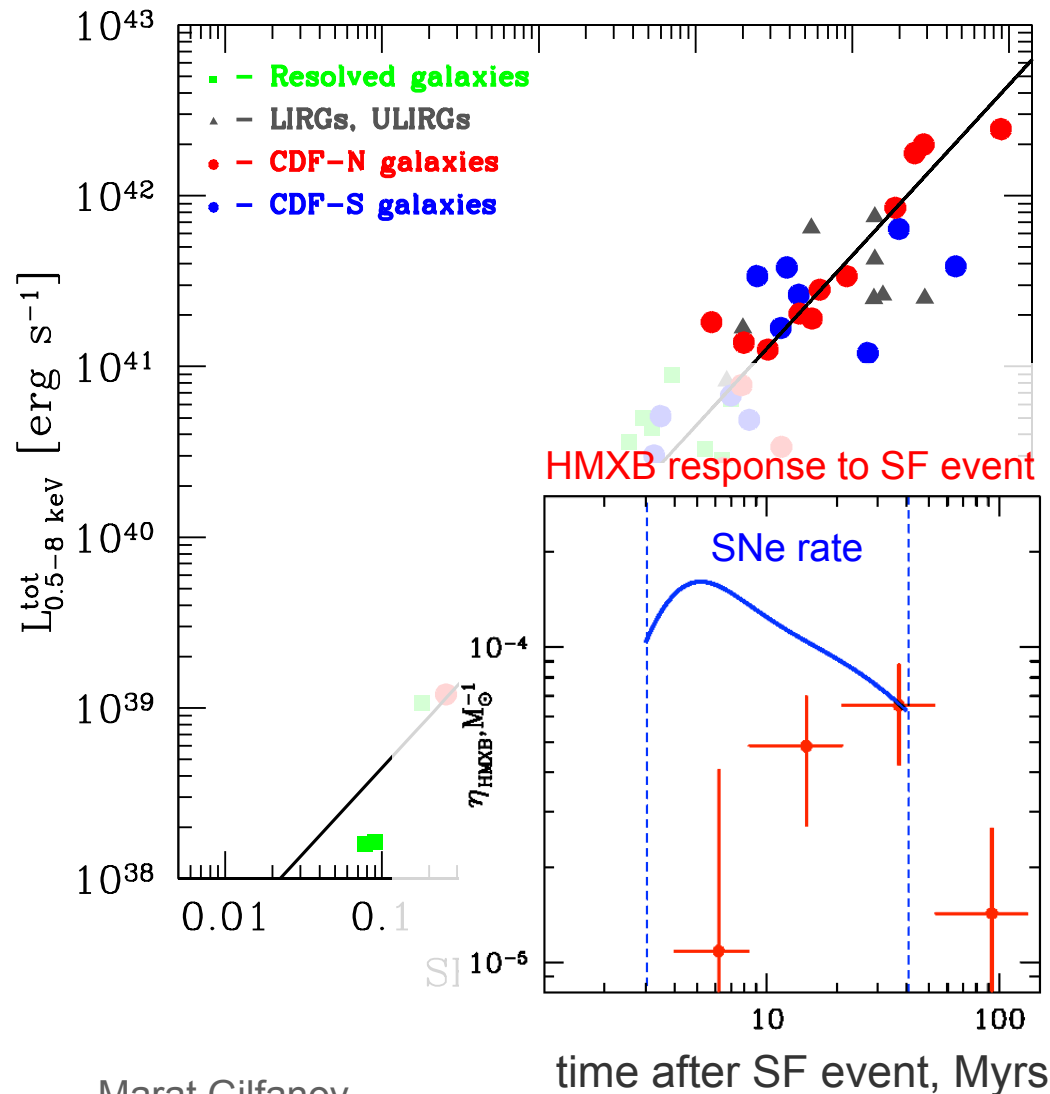 10^43
10^42
10^41
10^40
10^39
10^38
L^tot_0.5−8 keV [erg s^−1]
– Resolved galaxies
– LIRGs, ULIRGs
– CDF-N galaxies
– CDF-S galaxies
HMXB response to SF event
SNe rate
10^−4
10^−5
η_HMXB, M_⊙^−1
0.01 0.1
10 100
time after SF event, Myrs
Marat Gilfanov